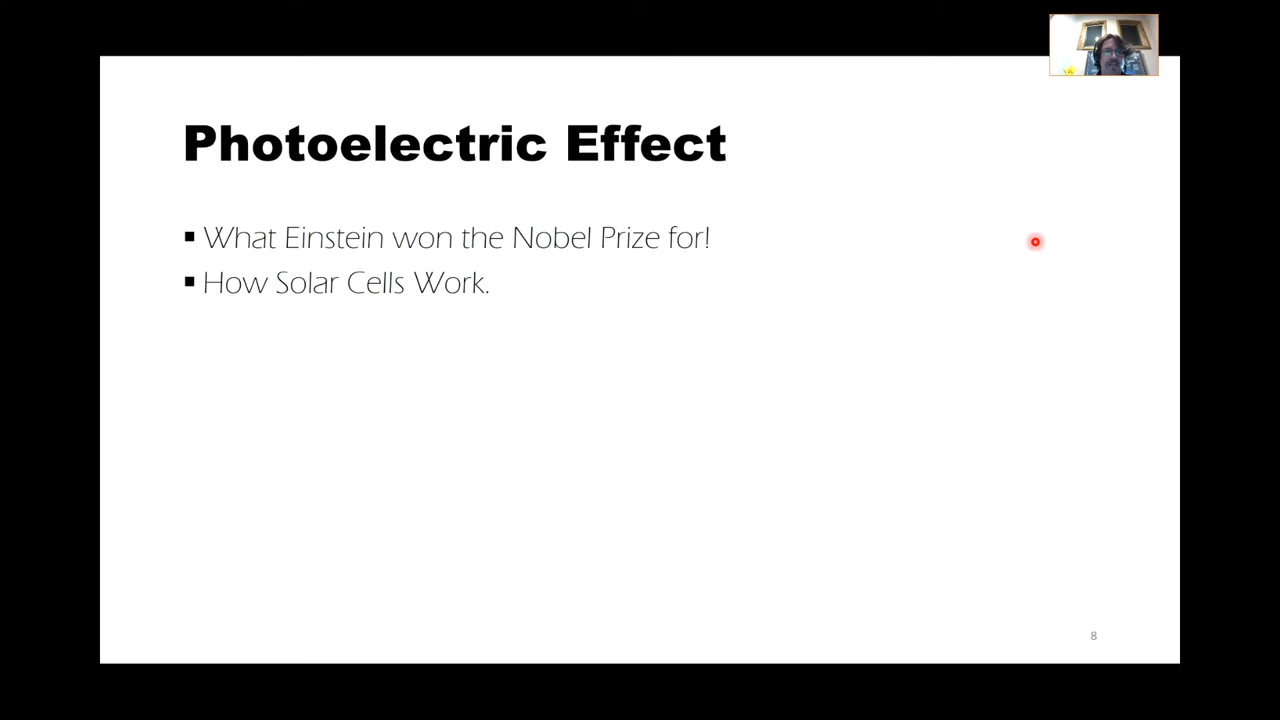 Photoelectric Effect
▪ What Einstein won the Nobel Prize for!
▪ How Solar Cells Work.
8